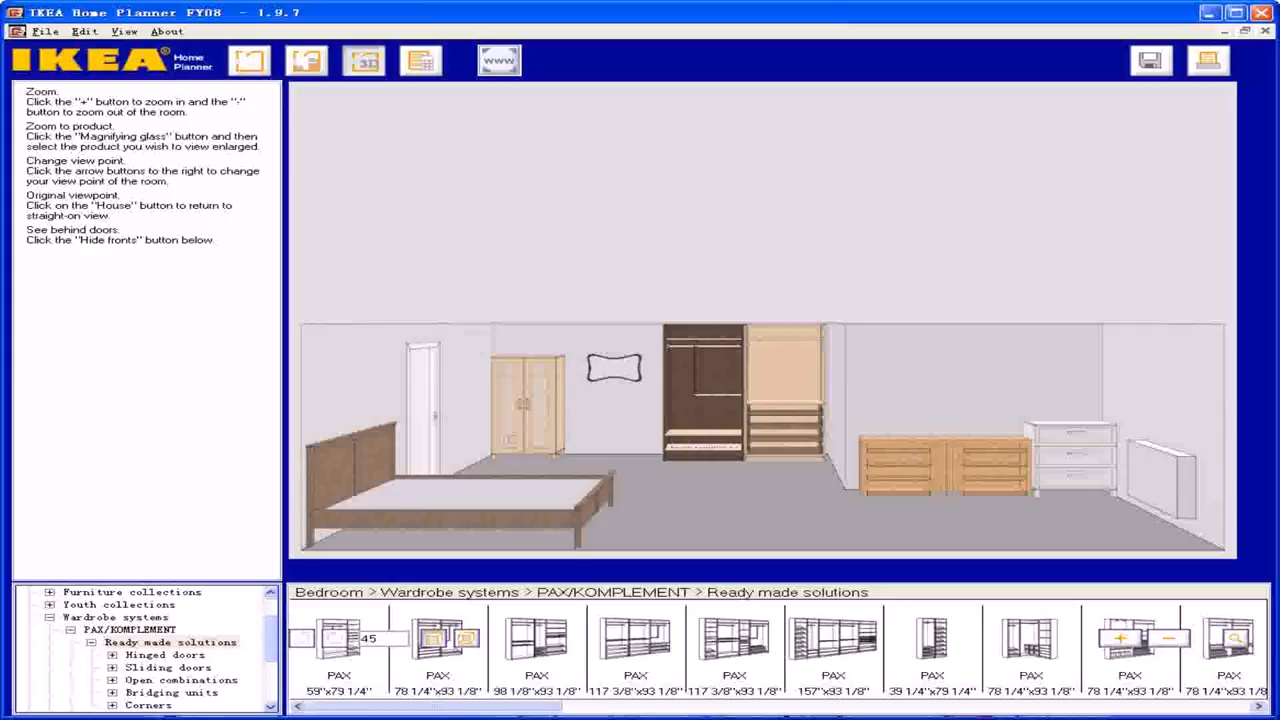 IKEA Home Planner FY08 - 1.9.7
File Edit View About
IKEA® Home Planner
3D
WWW
Zoom.
Click the "+" button to zoom in and the "-"
button to zoom out of the room.
Zoom to product.
Click the "Magnifying glass" button and then
select the product you wish to view enlarged.
Change view point.
Click the arrow buttons to the right to change
your view point of the room.
Original viewpoint.
Click on the "House" button to return to
straight-on view.
See behind doors.
Click the "Hide fronts" button below.
Furniture collections
Youth collections
Wardrobe systems
PAX/KOMPLEMENT
Ready made solutions
Hinged doors
Sliding doors
Open combinations
Bridging units
Corners
Bedroom > Wardrobe systems > PAX/KOMPLEMENT > Ready made solutions
45
PAX PAX PAX PAX PAX PAX PAX PAX PAX PAX
59"x79 1/4" 78 1/4"x93 1/8" 98 1/8"x93 1/8" 117 3/8"x93 1/8" 117 3/8"x93 1/8" 157"x93 1/8" 39 1/4"x79 1/4" 78 1/4"x93 1/8" 78 1/4"x93 1/8" 78 1/4"x93 1/8"